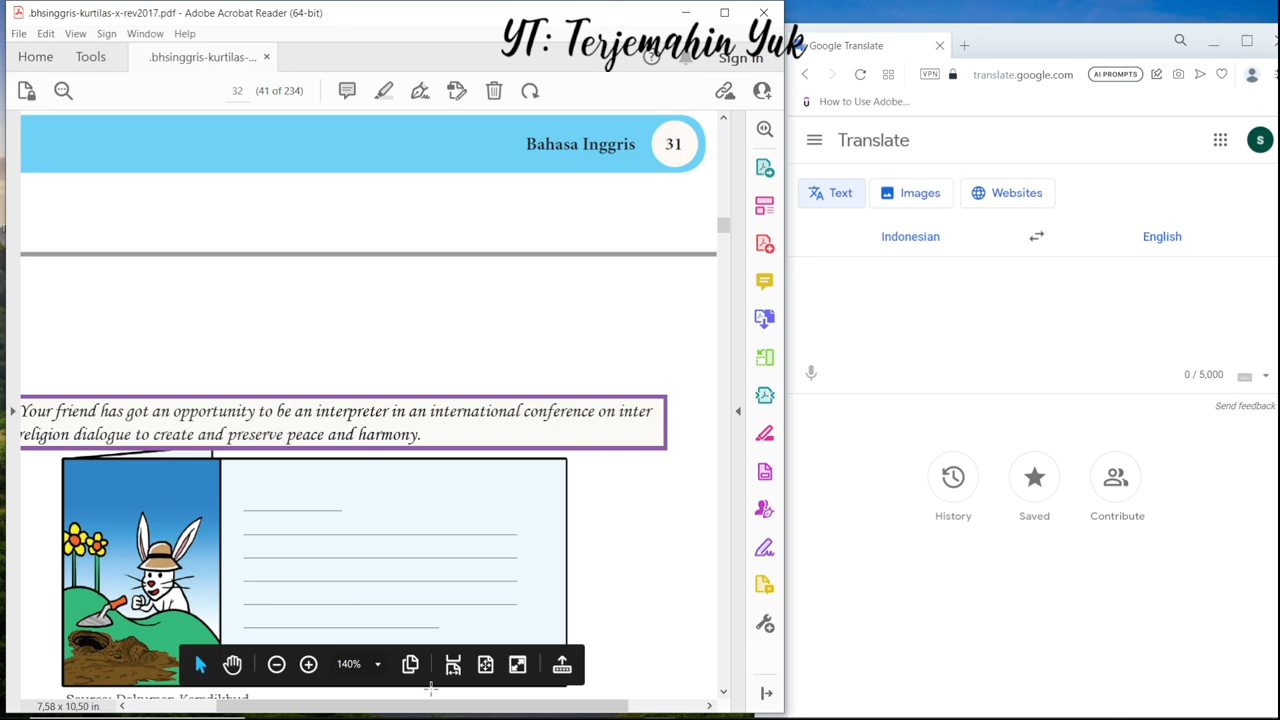 .bhsinggris-kurtilas-x-rev2017.pdf - Adobe Acrobat Reader (64-bit)
YT: Terjemahin Yuk
File Edit View Sign Window Help
Google Translate
Home Tools .bhsinggris-kurtilas-... × Sign In
VPN translate.google.com AI PROMPTS
32 (41 of 234)
How to Use Adobe...
Bahasa Inggris 31
Translate S
Text Images Websites
Indonesian English
0 / 5,000
Send feedback
Your friend has got an opportunity to be an interpreter in an international conference on inter
religion dialogue to create and preserve peace and harmony.
History Saved Contribute
140%
Source: Dokumen Kemdikbud
7,58 x 10,50 in